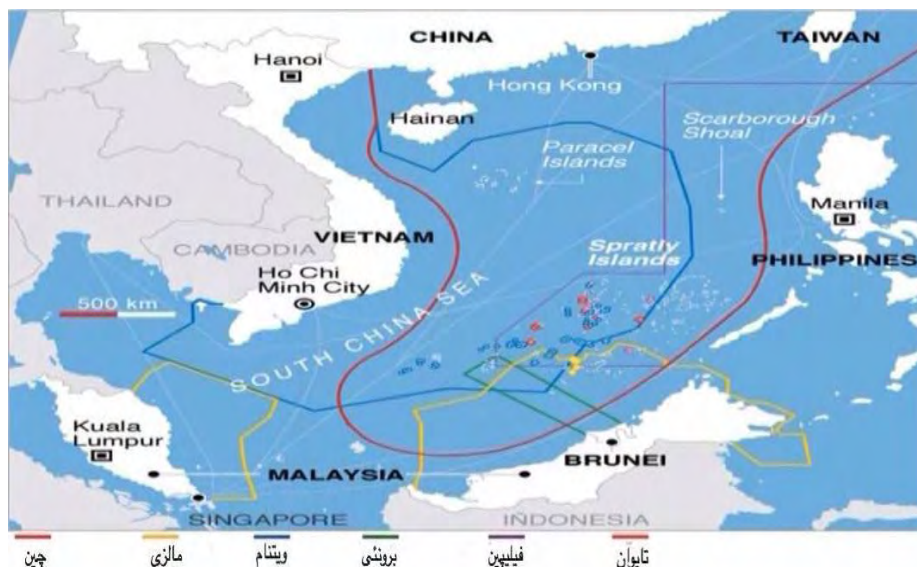 CHINA
TAIWAN
Hanoi
Hong Kong
Hainan
Scarborough
Shoal
Paracel
Islands
THAILAND
Manila
VIETNAM
CAMBODIA
Spratly
Islands
PHILIPPINES
Ho Chi
Minh City
500 km
SOUTH CHINA SEA
Kuala
Lumpur
BRUNEI
MALAYSIA
SINGAPORE
INDONESIA
چین
مالزی
ویتنام
برونئی
فیلیپین
تایوان